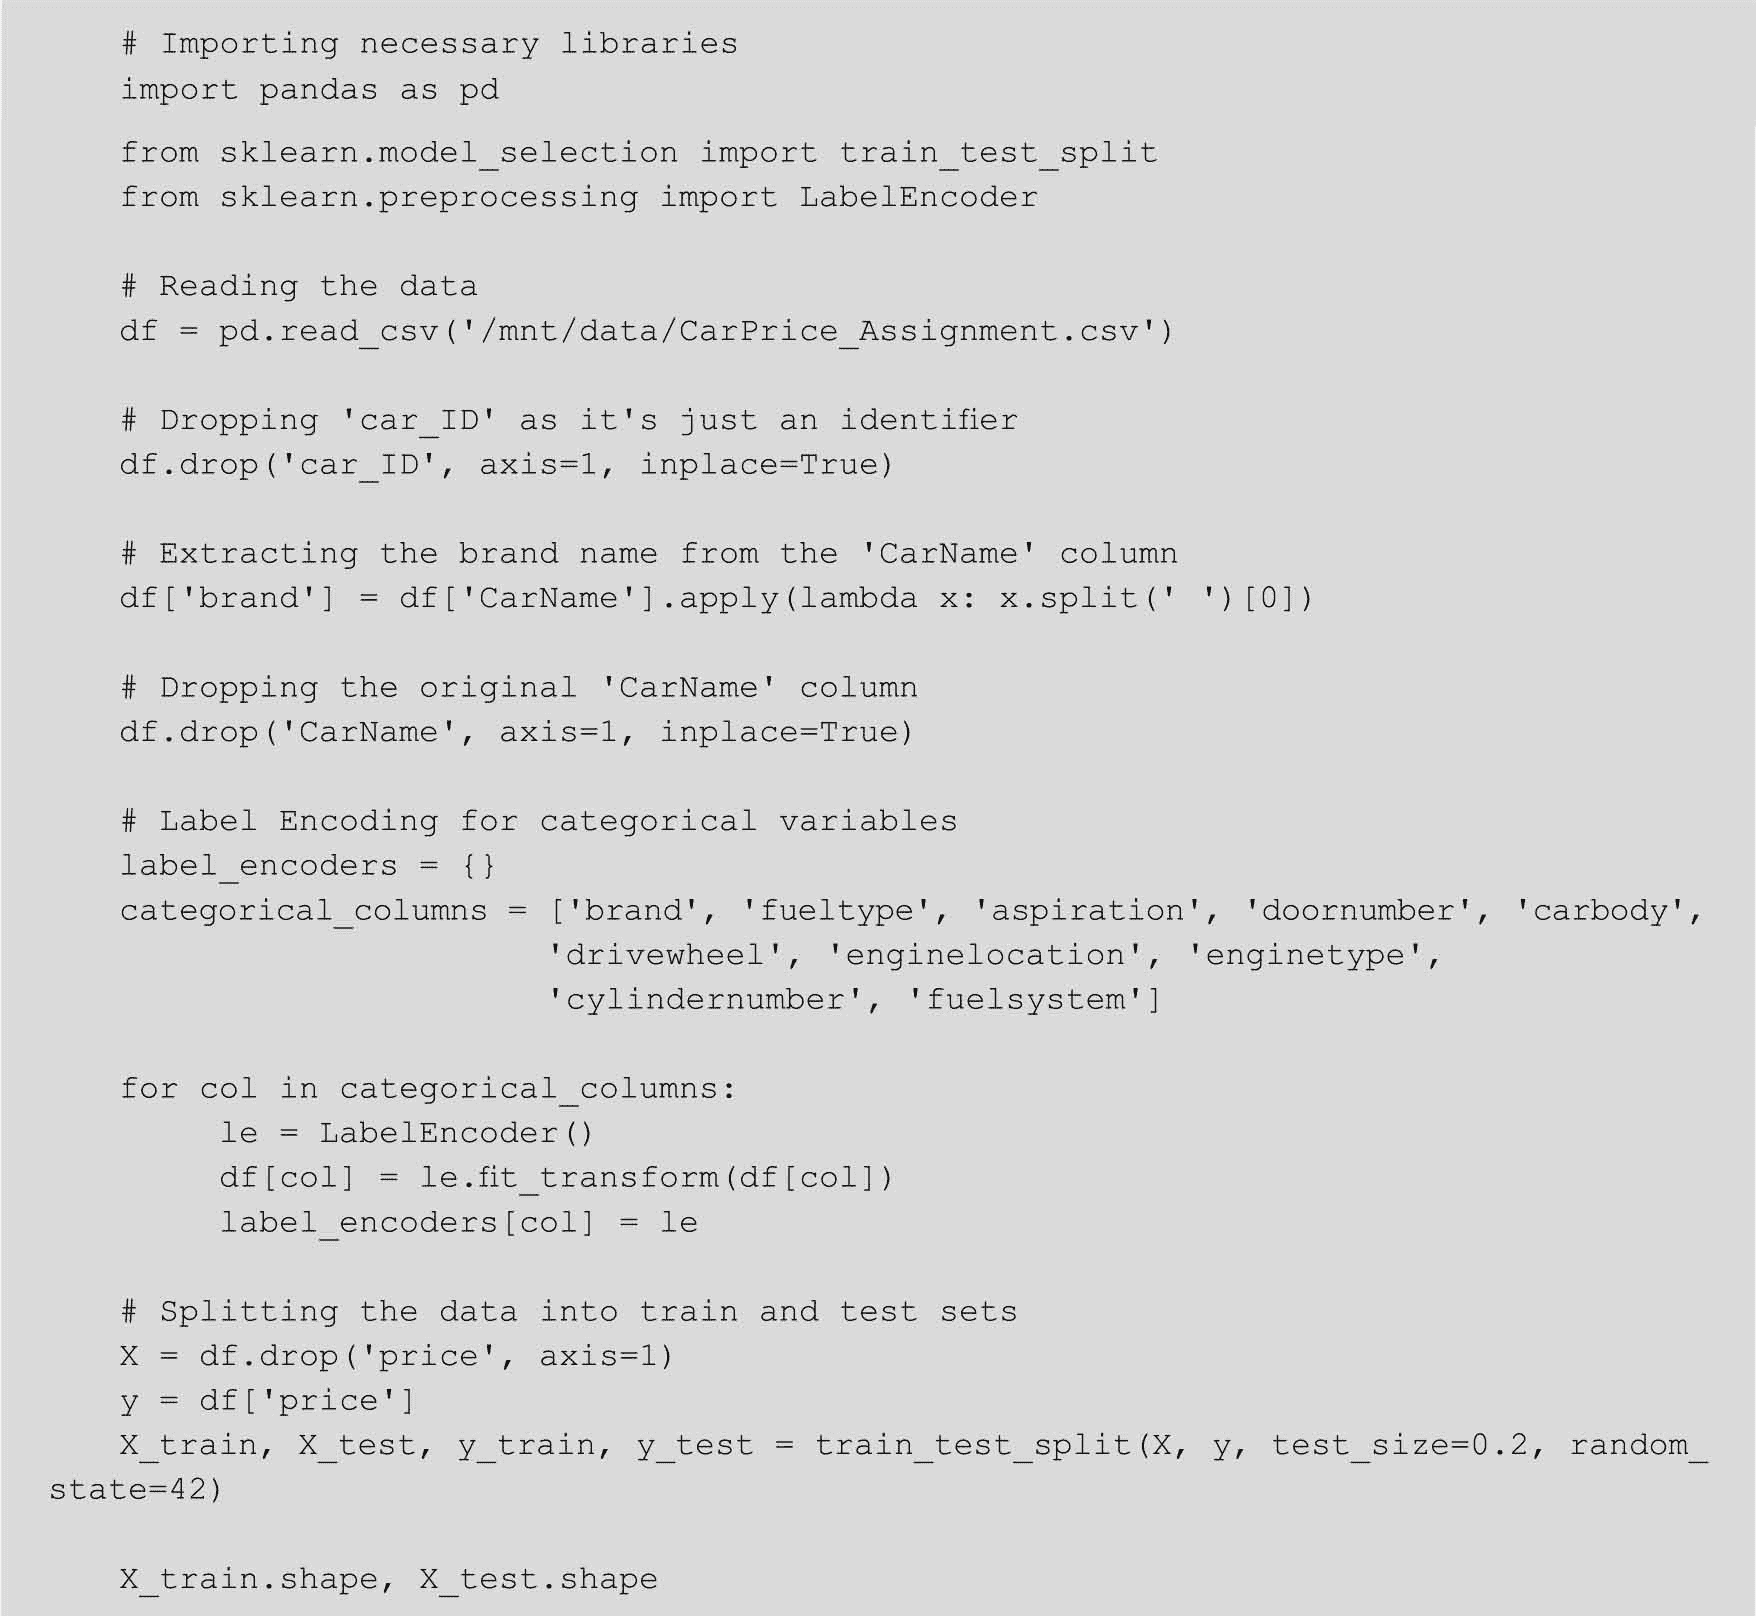 # Importing necessary libraries
import pandas as pd
from sklearn.model_selection import train_test_split
from sklearn.preprocessing import LabelEncoder
# Reading the data
df = pd.read_csv('/mnt/data/CarPrice_Assignment.csv')
# Dropping 'car_ID' as it's just an identifier
df.drop('car_ID', axis=1, inplace=True)
# Extracting the brand name from the 'CarName' column
df['brand'] = df['CarName'].apply(lambda x: x.split(' ')[0])
# Dropping the original 'CarName' column
df.drop('CarName', axis=1, inplace=True)
# Label Encoding for categorical variables
label_encoders = {}
categorical_columns = ['brand', 'fueltype', 'aspiration', 'doornumber', 'carbody',
'drivewheel', 'enginelocation', 'enginetype',
'cylindernumber', 'fuelsystem']
for col in categorical_columns:
le = LabelEncoder()
df[col] = le.fit_transform(df[col])
label_encoders[col] = le
# Splitting the data into train and test sets
X = df.drop('price', axis=1)
y = df['price']
X_train, X_test, y_train, y_test = train_test_split(X, y, test_size=0.2, random_
state=42)
X_train.shape, X_test.shape